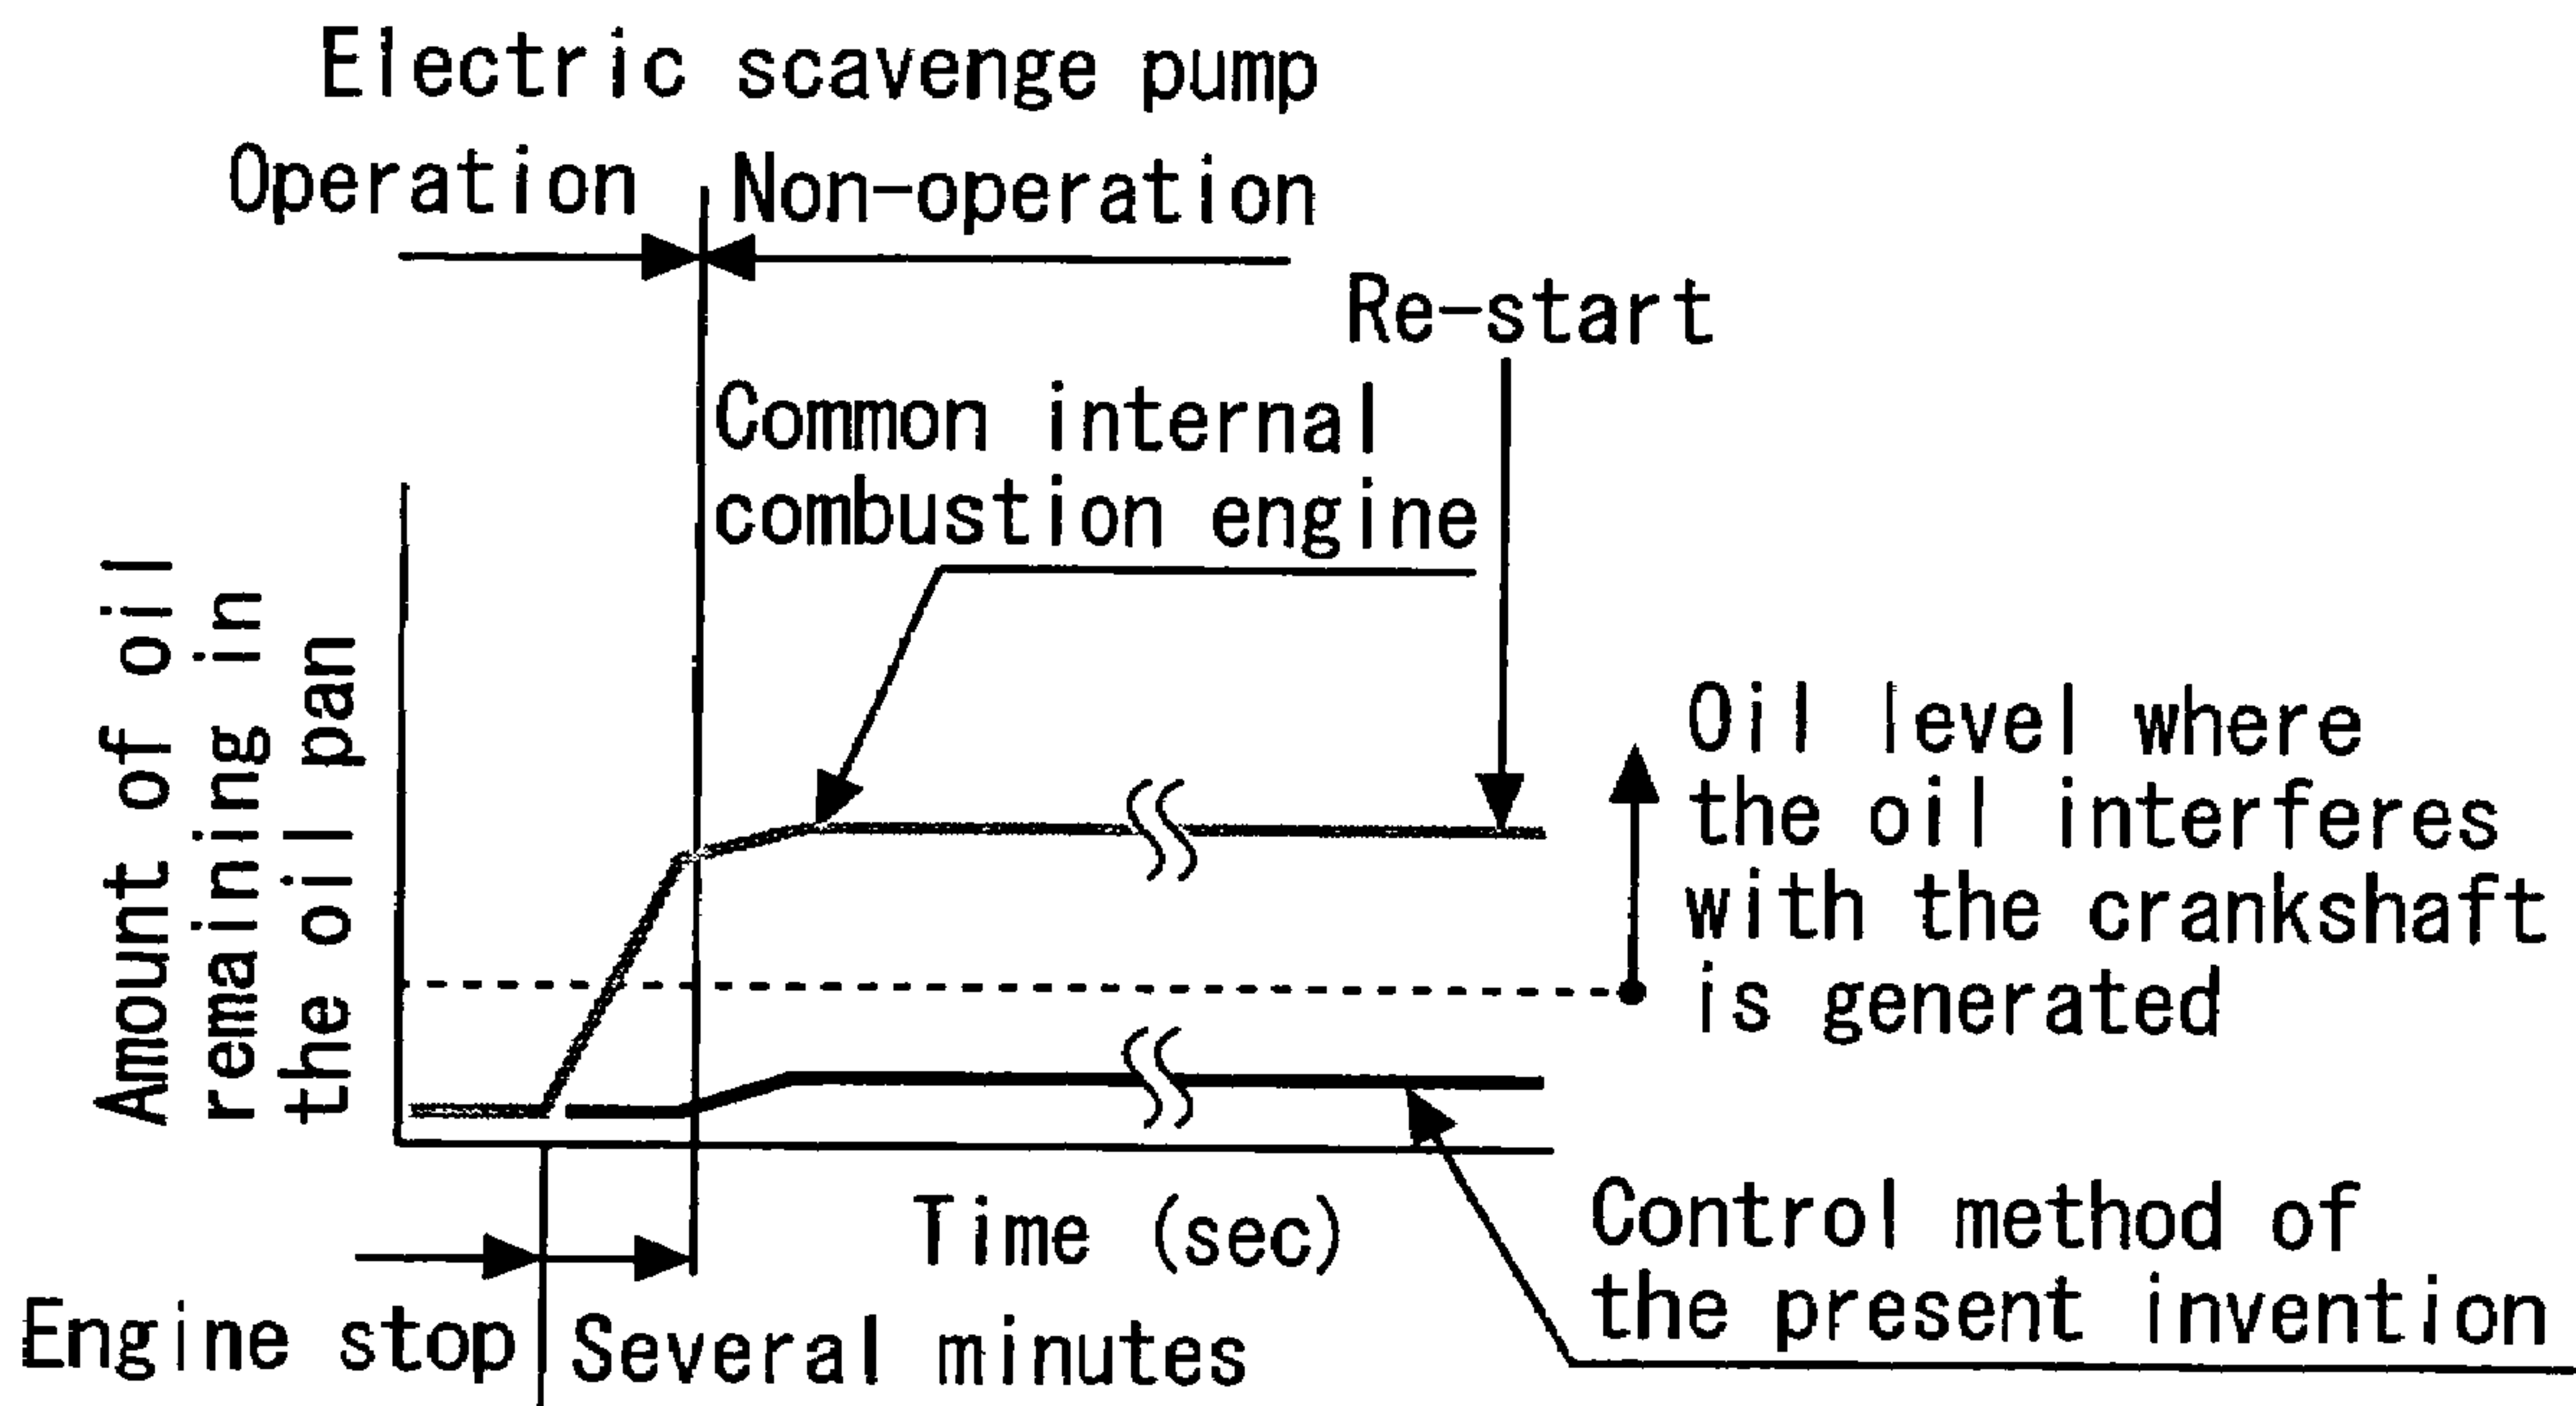 Electric scavenge pump
Operation
Non-operation
Re-start
Common internal
combustion engine
Amount of oil
remaining in
the oil pan
Oil level where
the oil interferes
with the crankshaft
is generated
Time (sec)
Engine stop
Several minutes
Control method of
the present invention